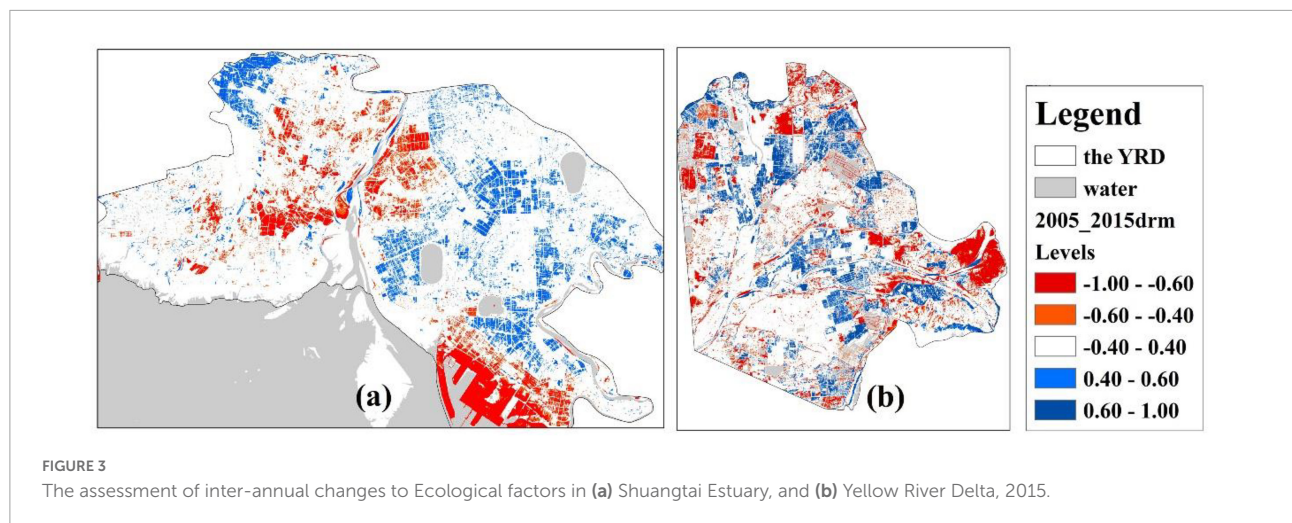 (a)
(b)
Legend
the YRD
water
2005_2015drm
Levels
-1.00 - -0.60
-0.60 - -0.40
-0.40 - 0.40
0.40 - 0.60
0.60 - 1.00
FIGURE 3
The assessment of inter-annual changes to Ecological factors in (a) Shuangtai Estuary, and (b) Yellow River Delta, 2015.